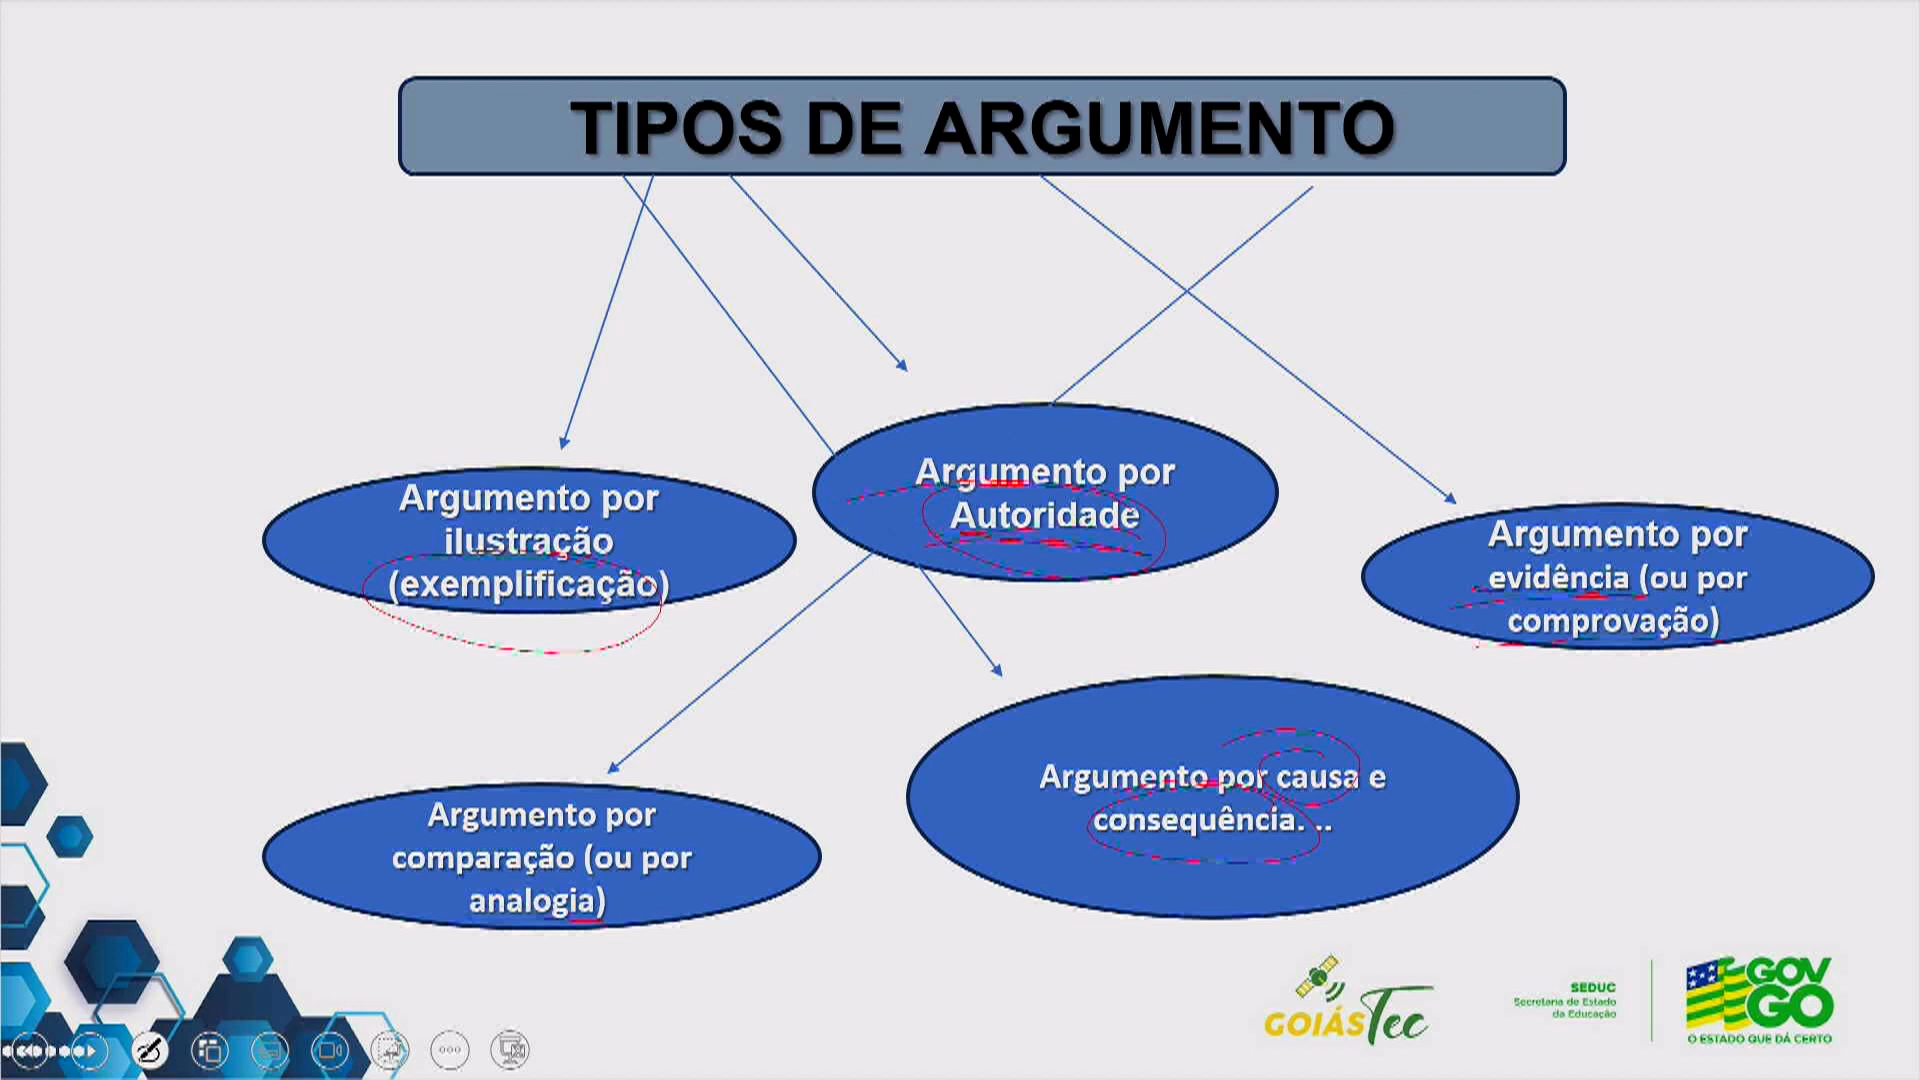 TIPOS DE ARGUMENTO
Argumento por
ilustração
(exemplificação)
Argumento por
Autoridade
Argumento por
evidência (ou por
comprovação)
Argumento por
comparação (ou por
analogia)
Argumento por causa e
consequência. ..
GOIÁS Tec
SEDUC
Secretaria de Estado
da Educação
GOV
GO
O ESTADO QUE DÁ CERTO